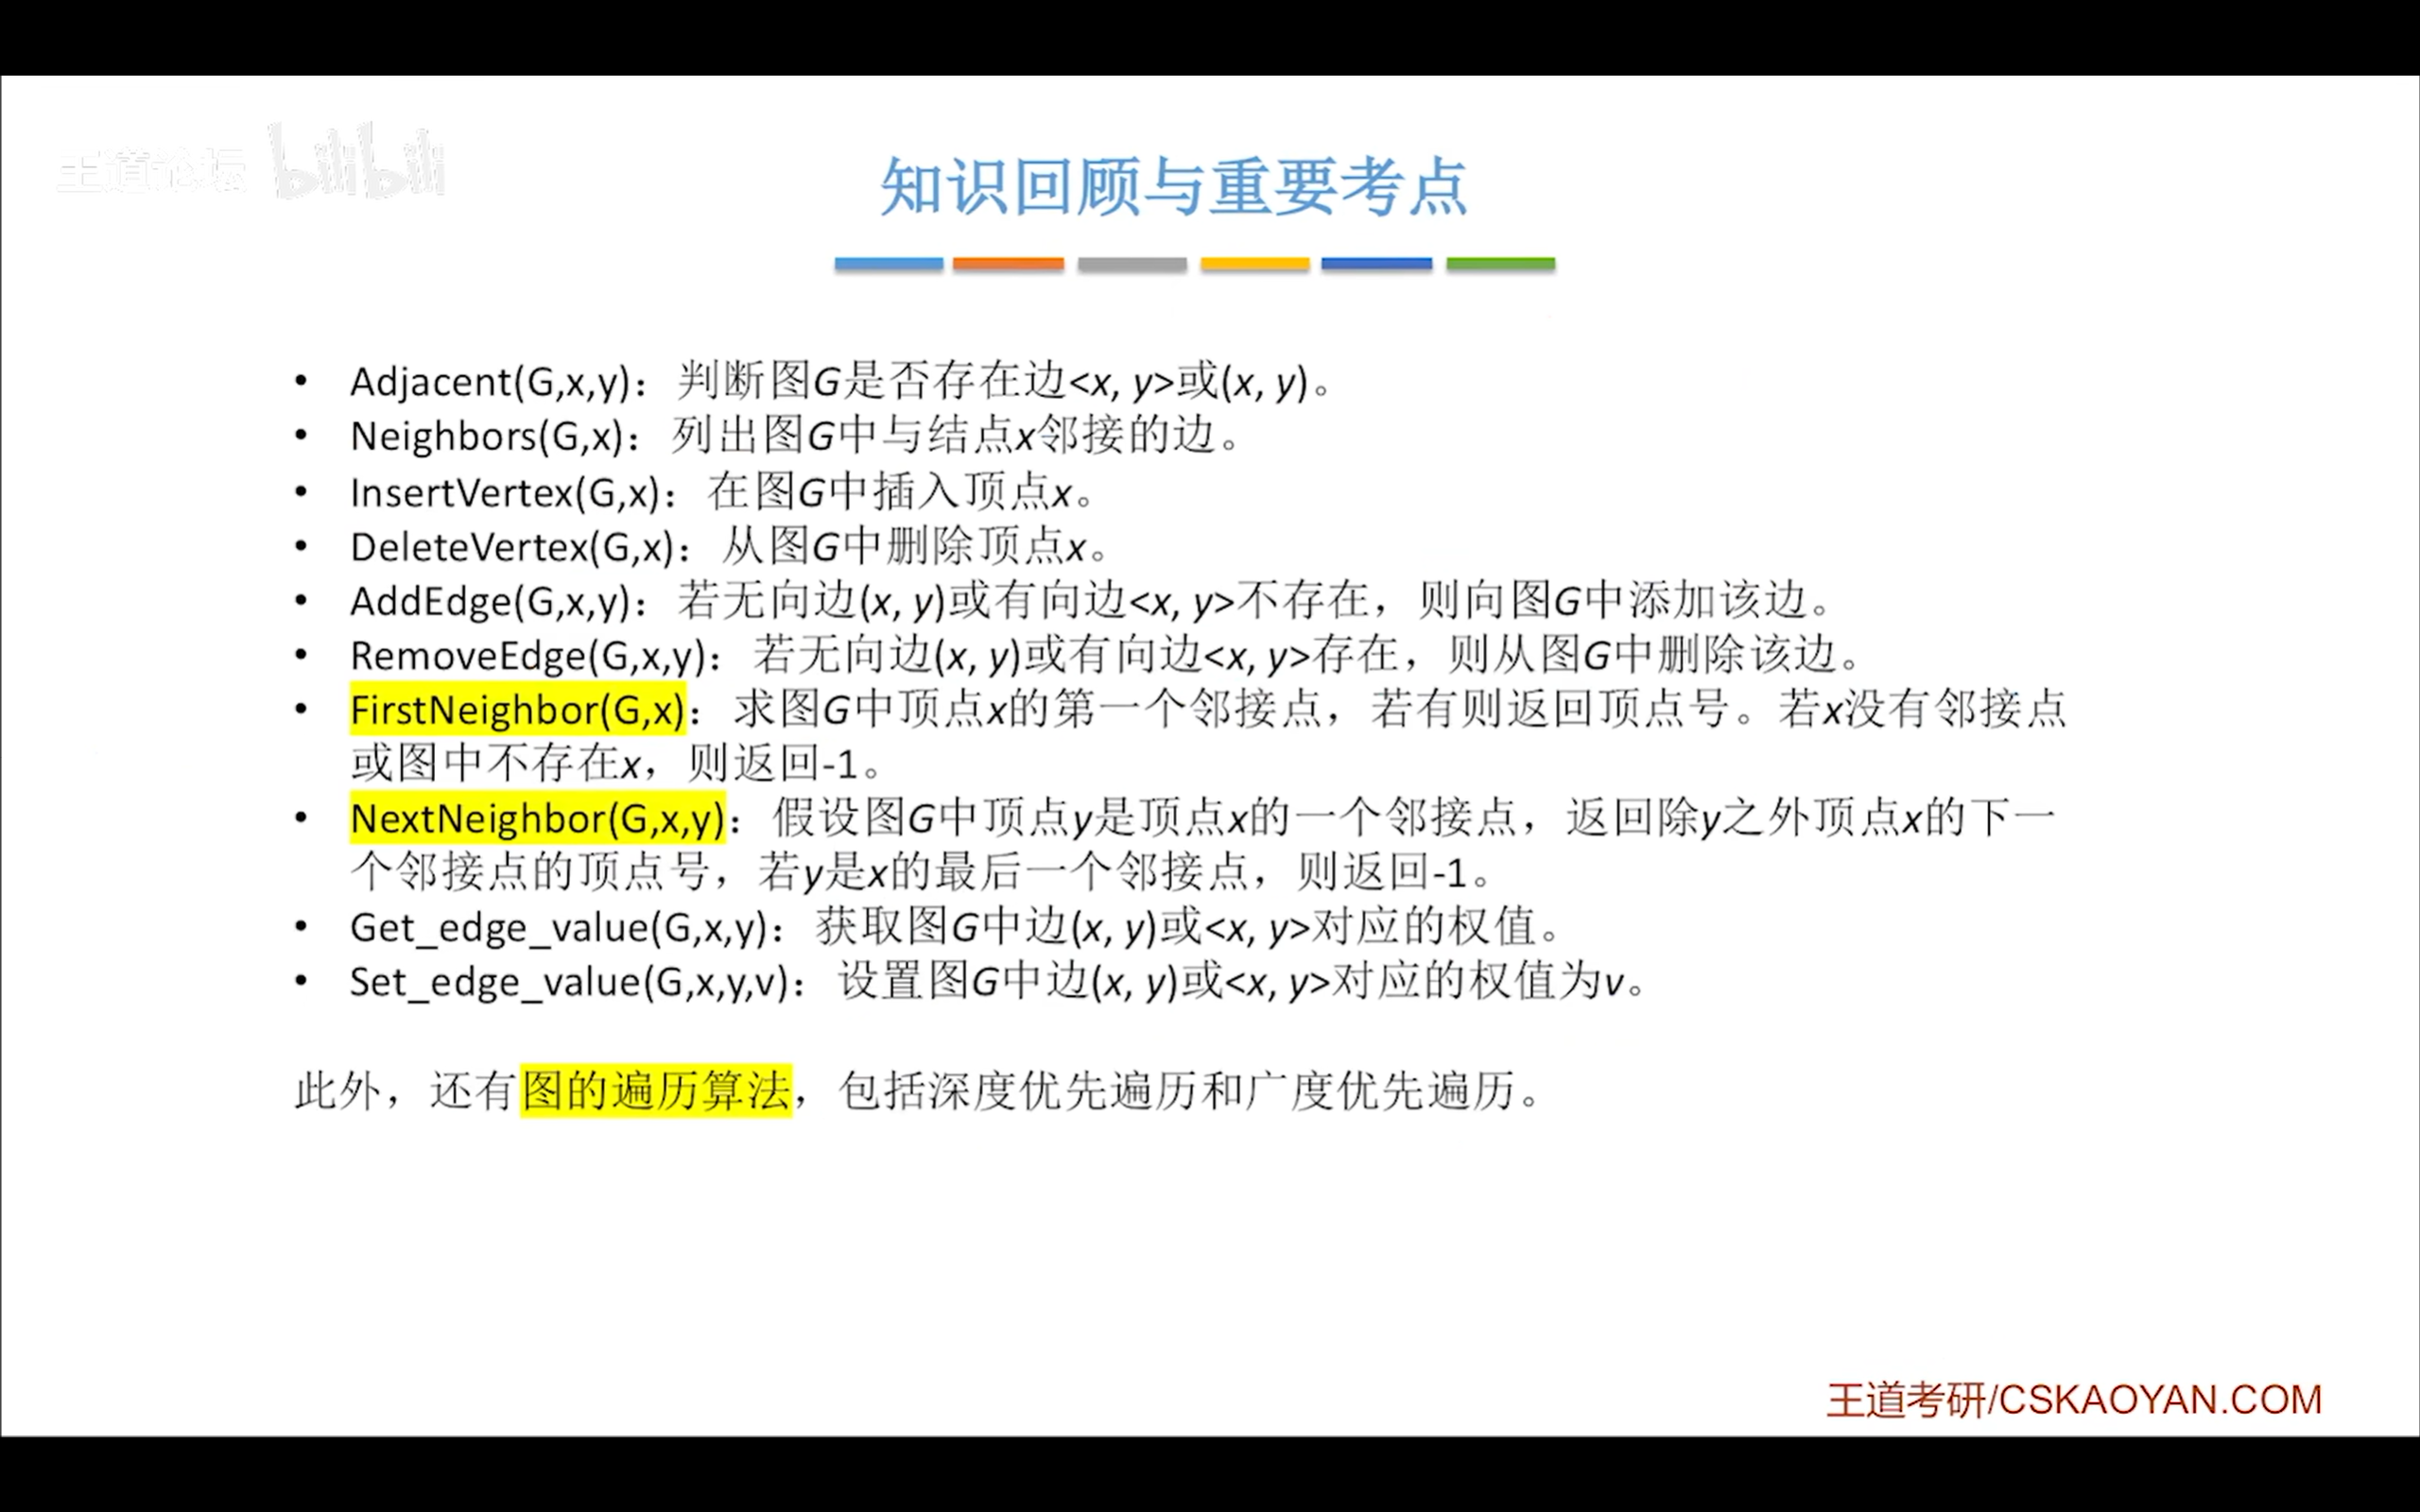 王道论坛 bilibili
知识回顾与重要考点
• Adjacent(G,x,y)：判断图G是否存在边<x, y>或(x, y)。
• Neighbors(G,x)：列出图G中与结点x邻接的边。
• InsertVertex(G,x)：在图G中插入顶点x。
• DeleteVertex(G,x)：从图G中删除顶点x。
• AddEdge(G,x,y)：若无向边(x, y)或有向边<x, y>不存在，则向图G中添加该边。
• RemoveEdge(G,x,y)：若无向边(x, y)或有向边<x, y>存在，则从图G中删除该边。
• FirstNeighbor(G,x)：求图G中顶点x的第一个邻接点，若有则返回顶点号。若x没有邻接点
或图中不存在x，则返回-1。
• NextNeighbor(G,x,y)：假设图G中顶点y是顶点x的一个邻接点，返回除y之外顶点x的下一
个邻接点的顶点号，若y是x的最后一个邻接点，则返回-1。
• Get_edge_value(G,x,y)：获取图G中边(x, y)或<x, y>对应的权值。
• Set_edge_value(G,x,y,v)：设置图G中边(x, y)或<x, y>对应的权值为v。
此外，还有图的遍历算法，包括深度优先遍历和广度优先遍历。
王道考研/CSKAOYAN.COM